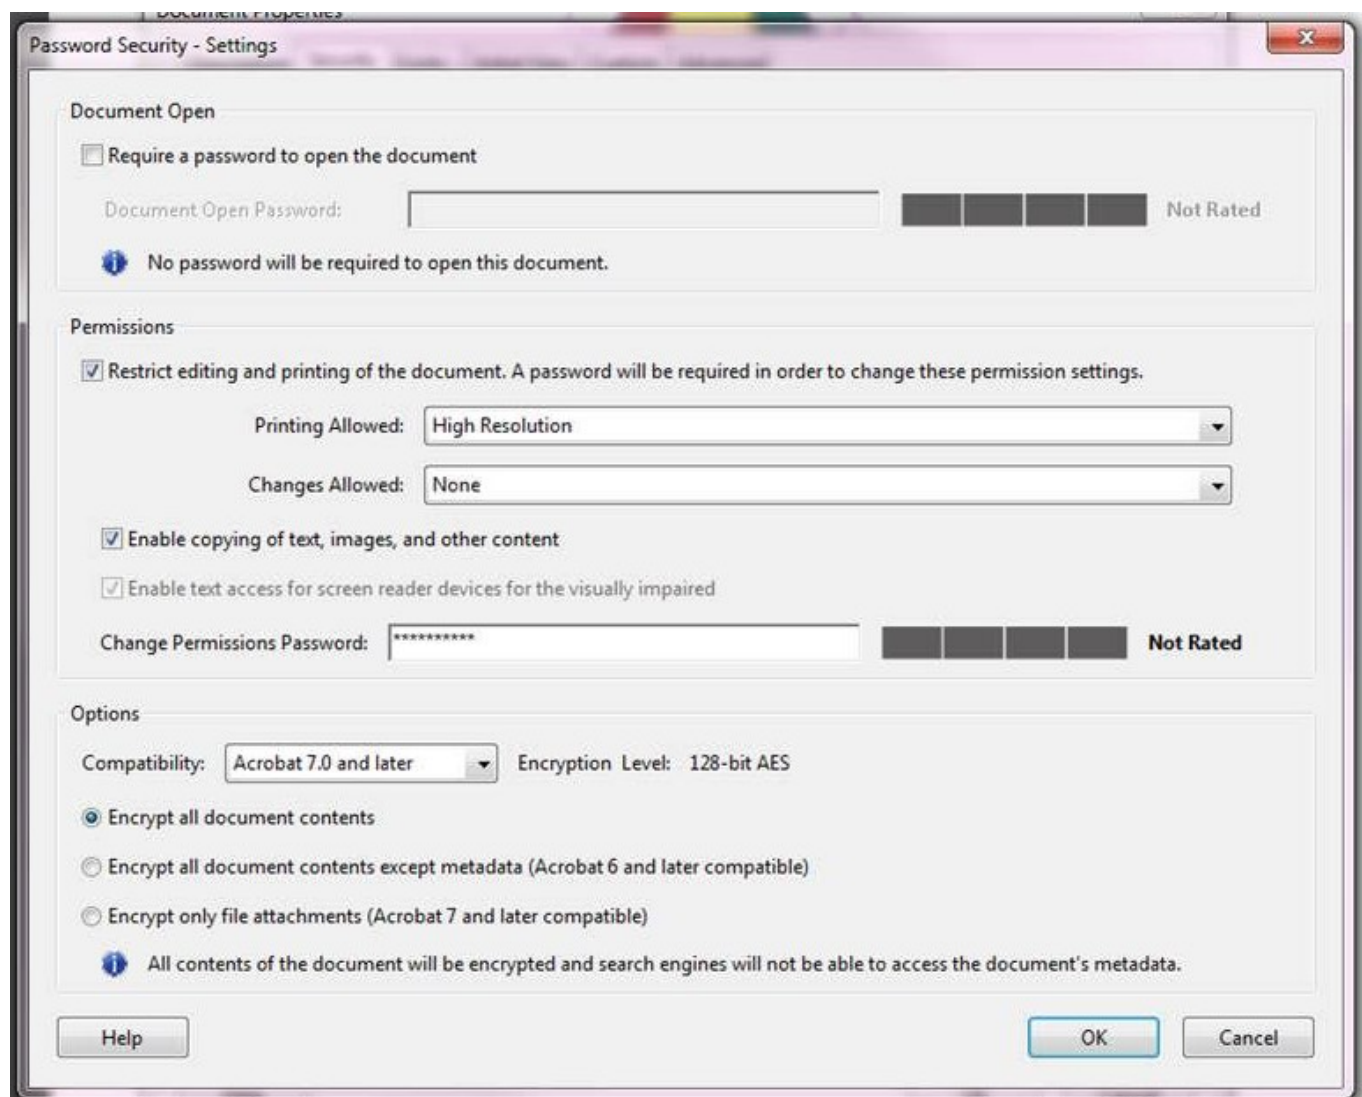 Document Properties
Password Security - Settings
Document Open
Require a password to open the document
Document Open Password:
Not Rated
No password will be required to open this document.
Permissions
Restrict editing and printing of the document. A password will be required in order to change these permission settings.
Printing Allowed: High Resolution
Changes Allowed: None
Enable copying of text, images, and other content
Enable text access for screen reader devices for the visually impaired
Change Permissions Password: ********** Not Rated
Options
Compatibility: Acrobat 7.0 and later Encryption Level: 128-bit AES
Encrypt all document contents
Encrypt all document contents except metadata (Acrobat 6 and later compatible)
Encrypt only file attachments (Acrobat 7 and later compatible)
All contents of the document will be encrypted and search engines will not be able to access the document's metadata.
Help OK Cancel